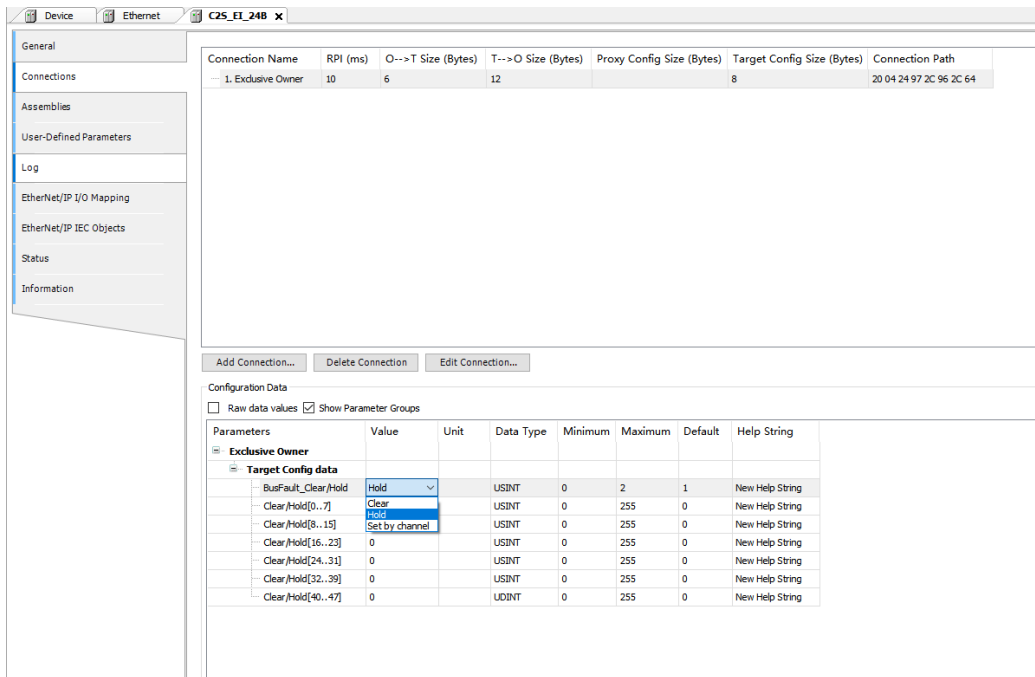 Device Ethernet C2S_EI_24B x
General
Connections
Assemblies
User-Defined Parameters
Log
EtherNet/IP I/O Mapping
EtherNet/IP IEC Objects
Status
Information
Connection Name RPI (ms) O-->T Size (Bytes) T-->O Size (Bytes) Proxy Config Size (Bytes) Target Config Size (Bytes) Connection Path
1. Exclusive Owner 10 6 12 8 20 04 24 97 2C 96 2C 64
Add Connection... Delete Connection Edit Connection...
Configuration Data
Raw data values Show Parameter Groups
Parameters Value Unit Data Type Minimum Maximum Default Help String
Exclusive Owner
Target Config data
BusFault_Clear/Hold Hold USINT 0 2 1 New Help String
Clear/Hold[0..7] Clear USINT 0 255 0 New Help String
Hold
Clear/Hold[8..15] Set by channel USINT 0 255 0 New Help String
Clear/Hold[16..23] 0 USINT 0 255 0 New Help String
Clear/Hold[24..31] 0 USINT 0 255 0 New Help String
Clear/Hold[32..39] 0 USINT 0 255 0 New Help String
Clear/Hold[40..47] 0 UDINT 0 255 0 New Help String